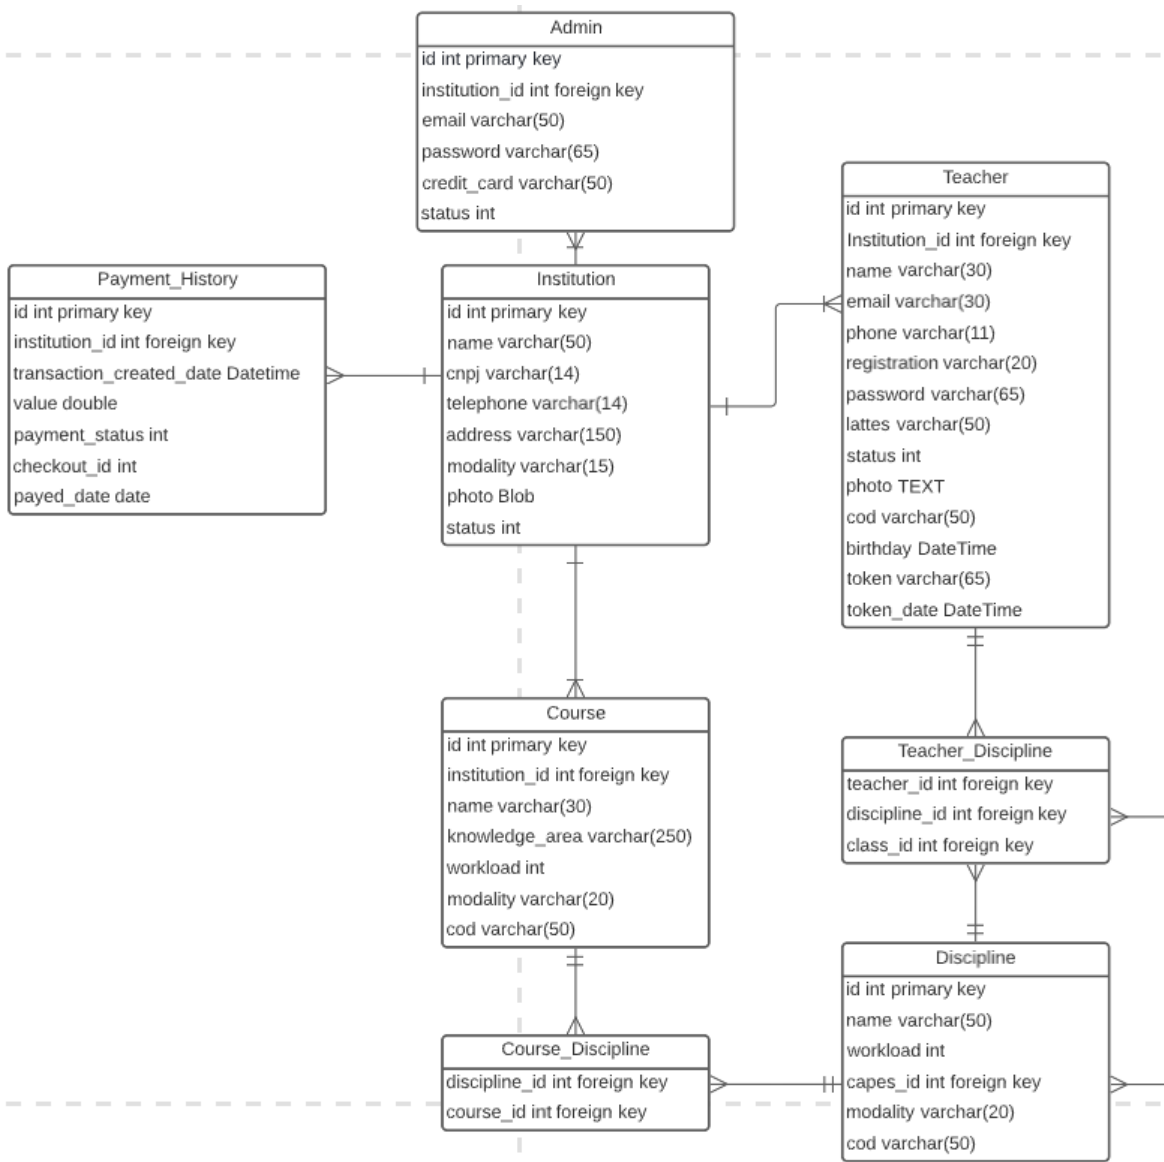 Admin
id int primary key
institution_id int foreign key
email varchar(50)
password varchar(65)
credit_card varchar(50)
status int
Payment_History
id int primary key
institution_id int foreign key
transaction_created_date Datetime
value double
payment_status int
checkout_id int
payed_date date
Institution
id int primary key
name varchar(50)
cnpj varchar(14)
telephone varchar(14)
address varchar(150)
modality varchar(15)
photo Blob
status int
Teacher
id int primary key
Institution_id int foreign key
name varchar(30)
email varchar(30)
phone varchar(11)
registration varchar(20)
password varchar(65)
lattes varchar(50)
status int
photo TEXT
cod varchar(50)
birthday DateTime
token varchar(65)
token_date DateTime
Course
id int primary key
institution_id int foreign key
name varchar(30)
knowledge_area varchar(250)
workload int
modality varchar(20)
cod varchar(50)
Teacher_Discipline
teacher_id int foreign key
discipline_id int foreign key
class_id int foreign key
Course_Discipline
discipline_id int foreign key
course_id int foreign key
Discipline
id int primary key
name varchar(50)
workload int
capes_id int foreign key
modality varchar(20)
cod varchar(50)